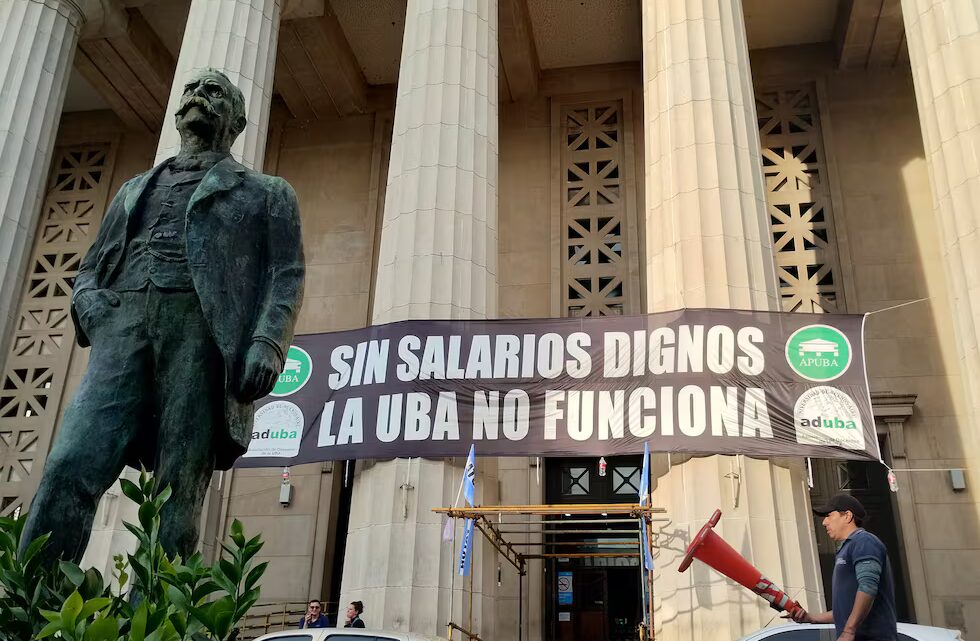 SIN SALARIOS DIGNOS
LA UBA NO FUNCIONA
APUBA
aduba
APUBA
aduba